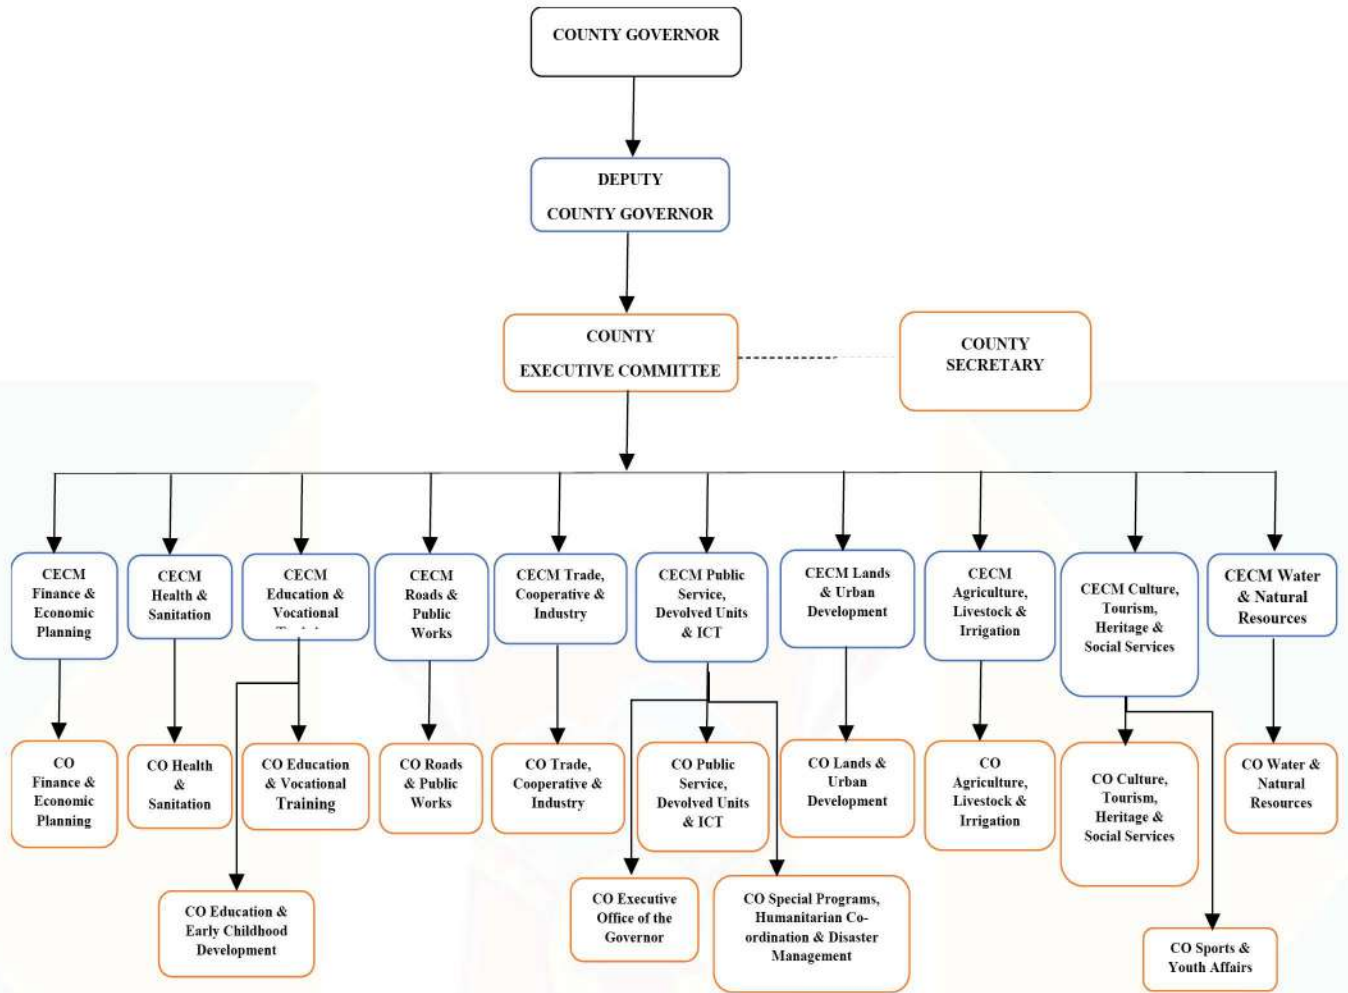 COUNTY GOVERNOR
DEPUTY
COUNTY GOVERNOR
COUNTY
EXECUTIVE COMMITTEE
COUNTY
SECRETARY
CECM
Finance &
Economic
Planning
CECM
Health &
Sanitation
CECM
Education &
Vocational
CECM
Roads &
Public
Works
CECM Trade,
Cooperative &
Industry
CECM Public
Service,
Devolved Units
& ICT
CECM Lands
& Urban
Development
CECM
Agriculture,
Livestock &
Irrigation
CECM Culture,
Tourism,
Heritage &
Social Services
CECM Water
& Natural
Resources
CO
Finance &
Economic
Planning
CO Health
&
Sanitation
CO Education
& Vocational
Training
CO Roads
& Public
Works
CO Trade,
Cooperative &
Industry
CO Public
Service,
Devolved Units
& ICT
CO Lands &
Urban
Development
CO
Agriculture,
Livestock &
Irrigation
CO Culture,
Tourism,
Heritage &
Social Services
CO Water &
Natural
Resources
CO Education &
Early Childhood
Development
CO Executive
Office of the
Governor
CO Special Programs,
Humanitarian Co-
ordination & Disaster
Management
CO Sports &
Youth Affairs